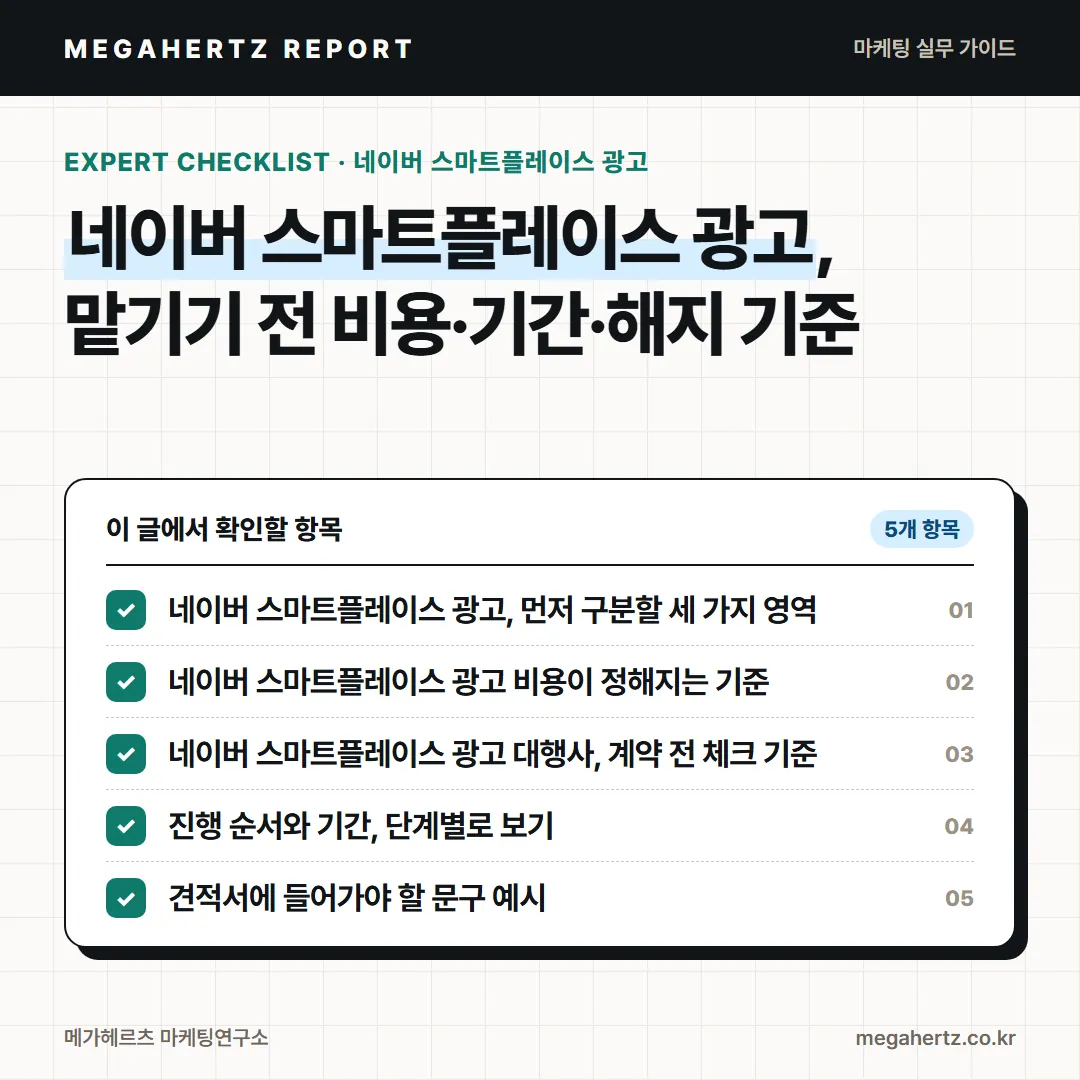 MEGAHERTZ REPORT
마케팅 실무 가이드
EXPERT CHECKLIST · 네이버 스마트플레이스 광고
네이버 스마트플레이스 광고,
맡기기 전 비용·기간·해지 기준
이 글에서 확인할 항목
5개 항목
네이버 스마트플레이스 광고, 먼저 구분할 세 가지 영역 01
네이버 스마트플레이스 광고 비용이 정해지는 기준 02
네이버 스마트플레이스 광고 대행사, 계약 전 체크 기준 03
진행 순서와 기간, 단계별로 보기 04
견적서에 들어가야 할 문구 예시 05
메가헤르츠 마케팅연구소
megahertz.co.kr